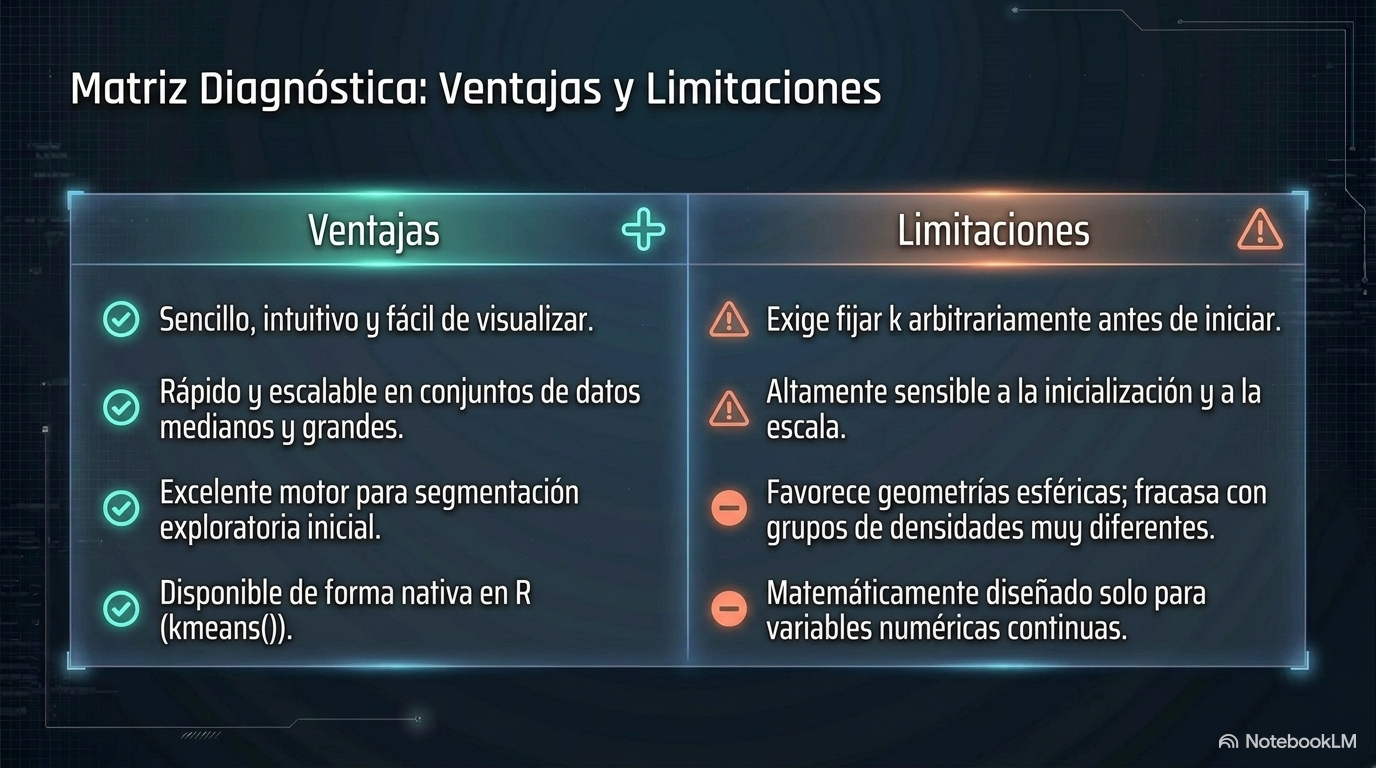 Matriz Diagnóstica: Ventajas y Limitaciones
Ventajas
Sencillo, intuitivo y fácil de visualizar.
Rápido y escalable en conjuntos de datos
medianos y grandes.
Excelente motor para segmentación
exploratoria inicial.
Disponible de forma nativa en R
(kmeans()).
Limitaciones
Exige fijar k arbitrariamente antes de iniciar.
Altamente sensible a la inicialización y a la
escala.
Favorece geometrías esféricas; fracasa con
grupos de densidades muy diferentes.
Matemáticamente diseñado solo para
variables numéricas continuas.
NotebookLM